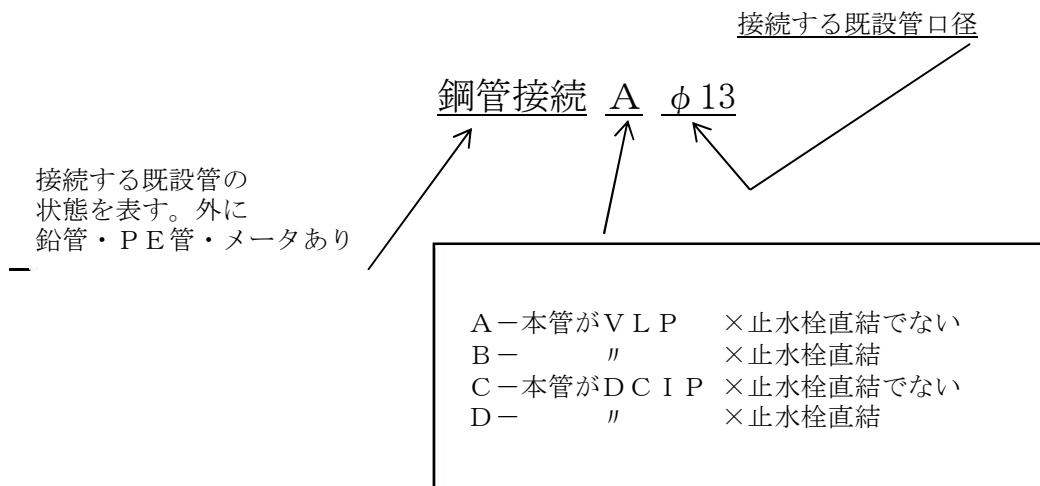 接続する既設管口径
鋼管接続 A φ13
接続する既設管の
状態を表す。外に
鉛管・PE管・メータあり
A－本管がVLP ×止水栓直結でない
B－ 〃 ×止水栓直結
C－本管がDCIP ×止水栓直結でない
D－ 〃 ×止水栓直結